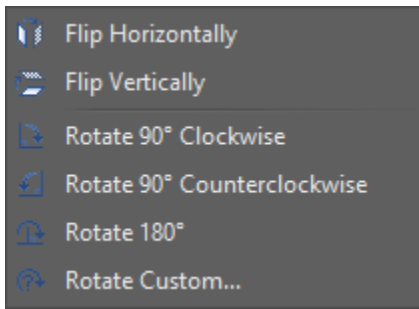 Flip Horizontally
Flip Vertically
Rotate 90° Clockwise
Rotate 90° Counterclockwise
Rotate 180°
Rotate Custom...